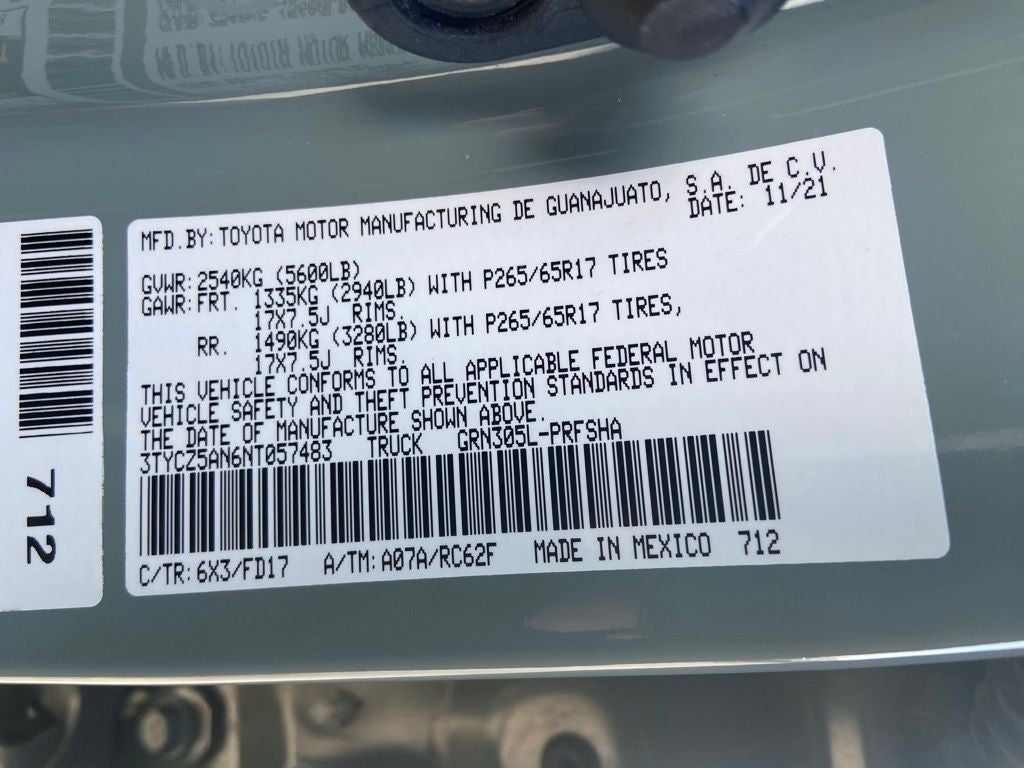 MFD.BY: TOYOTA MOTOR MANUFACTURING DE GUANAJUATO, S.A. DE C.V.
DATE: 11/21
GVWR: 2540KG (5600LB)
GAWR: FRT. 1335KG (2940LB) WITH P265/65R17 TIRES
17X7.5J RIMS.
RR. 1490KG (3280LB) WITH P265/65R17 TIRES,
17X7.5J RIMS.
THIS VEHICLE CONFORMS TO ALL APPLICABLE FEDERAL MOTOR
VEHICLE SAFETY AND THEFT PREVENTION STANDARDS IN EFFECT ON
THE DATE OF MANUFACTURE SHOWN ABOVE.
3TYCZ5AN6NT057483 TRUCK GRN305L-PRFSHA
C/TR: 6X3/FD17 A/TM: A07A/RC62F MADE IN MEXICO 712
712